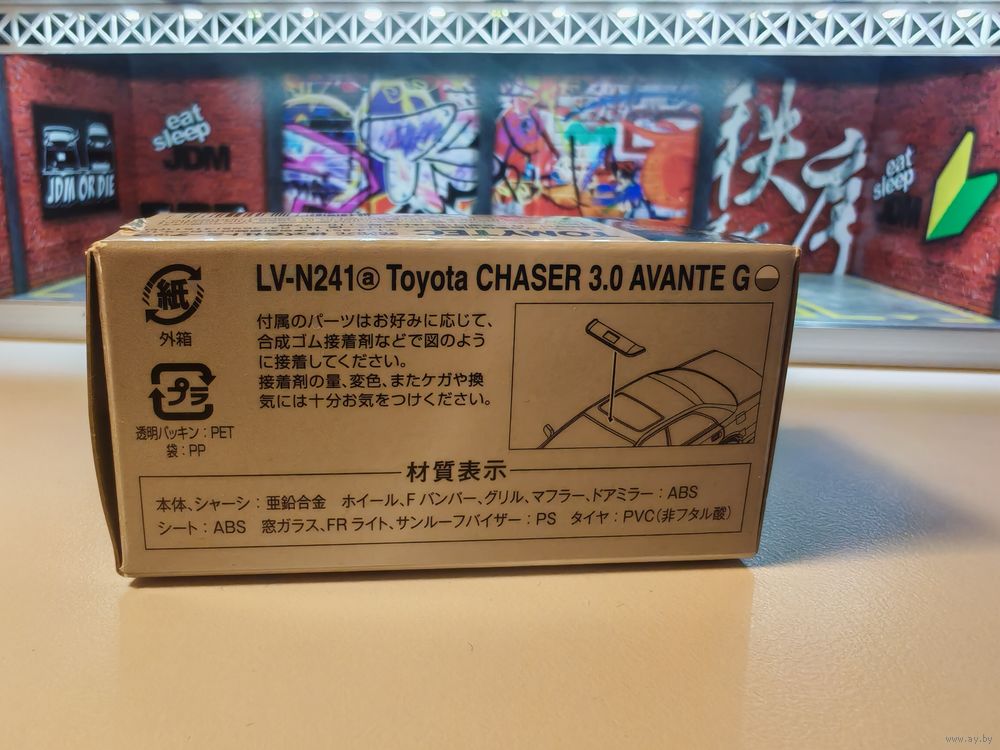 JDM OR DIE
eat
sleep
JDM
秩
序
eat
sleep
JDM
TOMYTEC
LV-N241ⓐ Toyota CHASER 3.0 AVANTE G
紙
外箱
プラ
透明パッキン：PET
袋：PP
付属のパーツはお好みに応じて、
合成ゴム接着剤などで図のよう
に接着してください。
接着剤の量、変色、またケガや換
気には十分お気をつけください。
材質表示
本体、シャーシ：亜鉛合金　ホイール、Fバンパー、グリル、マフラー、ドアミラー：ABS
シート：ABS　窓ガラス、FRライト、サンルーフバイザー：PS　タイヤ：PVC（非フタル酸）
www.ay.by